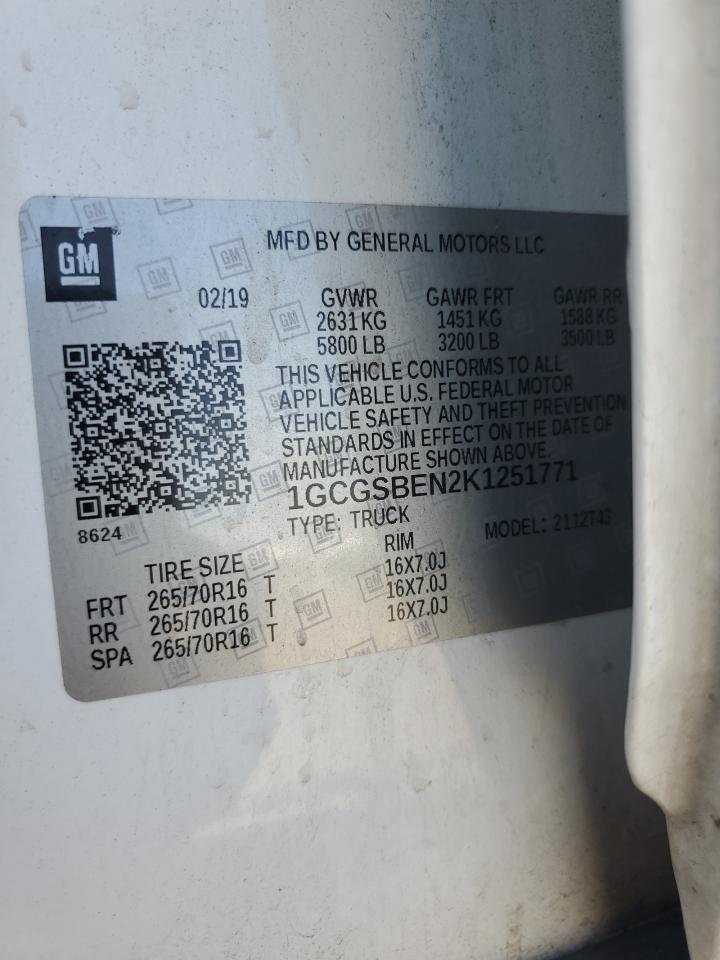 GM
MFD BY GENERAL MOTORS LLC
02/19 GVWR GAWR FRT GAWR RR
2631 KG 1451 KG 1588 KG
5800 LB 3200 LB 3500 LB
THIS VEHICLE CONFORMS TO ALL
APPLICABLE U.S. FEDERAL MOTOR
VEHICLE SAFETY AND THEFT PREVENTION
STANDARDS IN EFFECT ON THE DATE OF
MANUFACTURE SHOWN ABOVE.
1GCGSBEN2K1251771
8624
TYPE: TRUCK MODEL: 2112T43
TIRE SIZE RIM
FRT 265/70R16 T 16X7.0J
RR 265/70R16 T 16X7.0J
SPA 265/70R16 T 16X7.0J